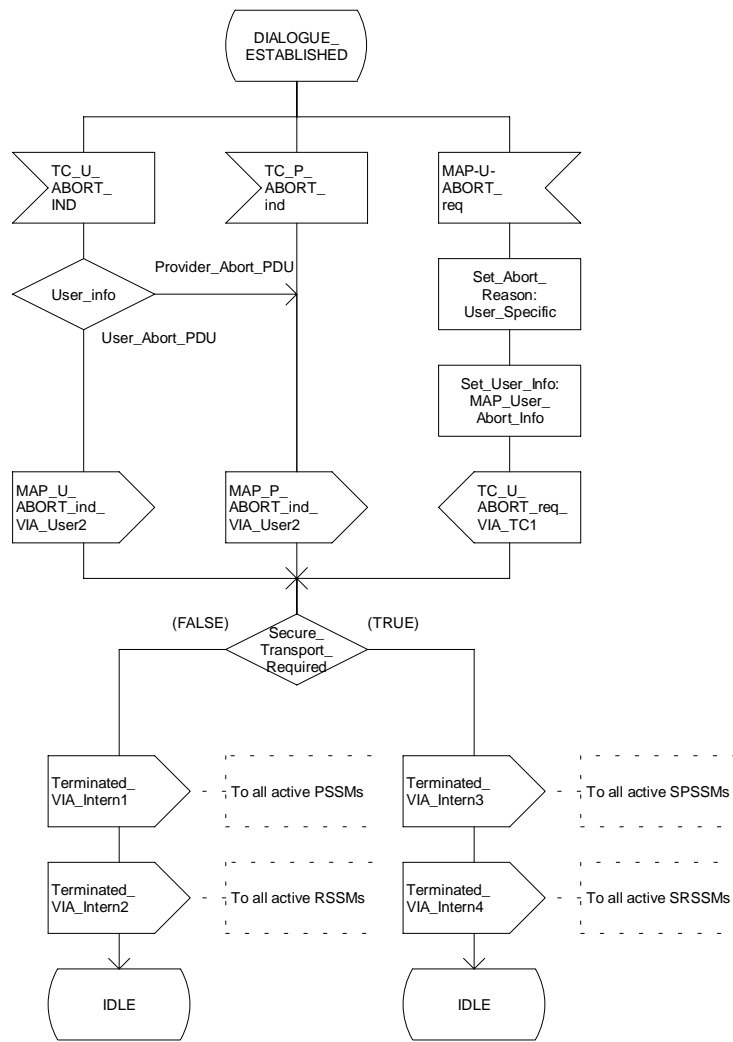 DIALOGUE_
ESTABLISHED
TC_U_
ABORT_
IND
TC_P_
ABORT_
ind
MAP-U-
ABORT_
req
Provider_Abort_PDU
User_info
User_Abort_PDU
Set_Abort_
Reason:
User_Specific
Set_User_Info:
MAP_User_
Abort_Info
MAP_U_
ABORT_ind_
VIA_User2
MAP_P_
ABORT_ind_
VIA_User2
TC_U_
ABORT_req_
VIA_TC1
(FALSE)
(TRUE)
Secure_
Transport_
Required
Terminated_
VIA_Intern1
To all active PSSMs
Terminated_
VIA_Intern3
To all active SPSSMs
Terminated_
VIA_Intern2
To all active RSSMs
Terminated_
VIA_Intern4
To all active SRSSMs
IDLE
IDLE